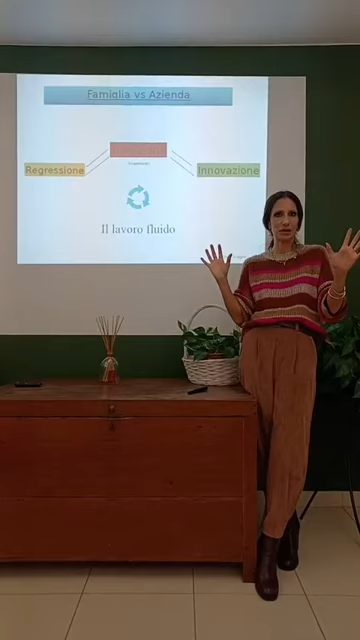 Famiglia vs Azienda
Regressione
Innovazione
Il lavoro fluido